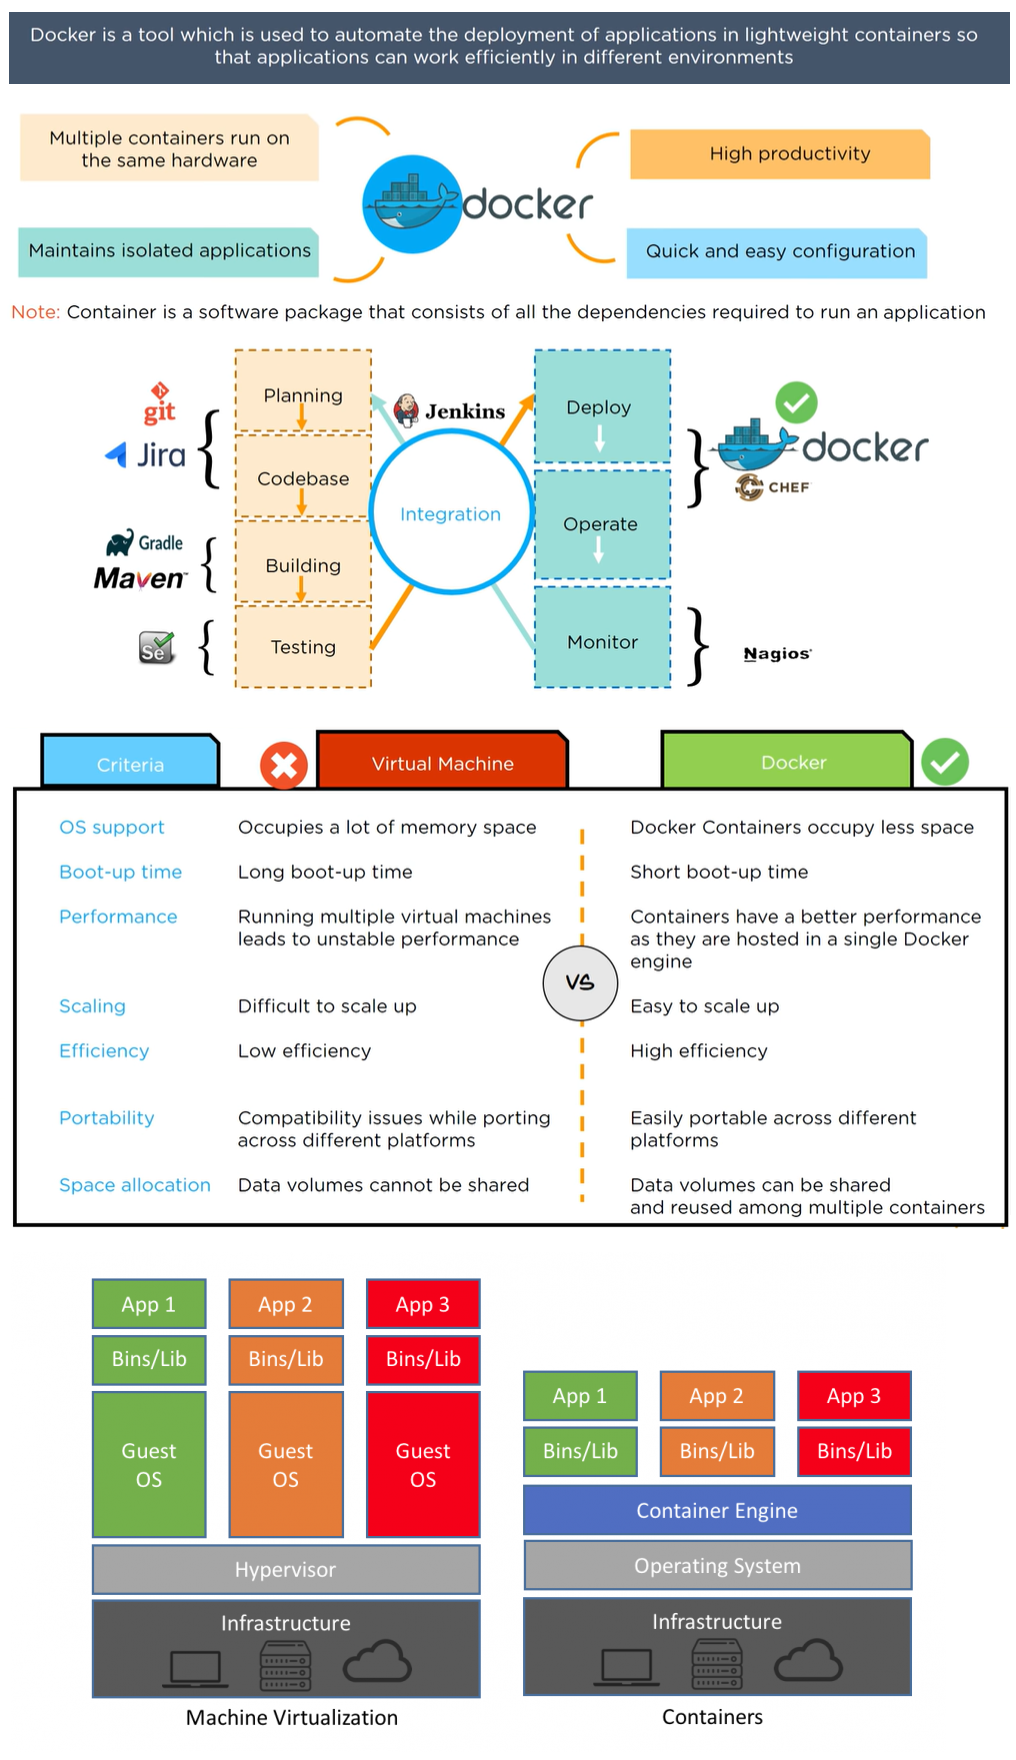 Docker is a tool which is used to automate the deployment of applications in lightweight containers so
that applications can work efficiently in different environments
Multiple containers run on
the same hardware
High productivity
docker
Maintains isolated applications
Quick and easy configuration
Note: Container is a software package that consists of all the dependencies required to run an application
git
Jira
Planning
Codebase
Jenkins
Integration
Deploy
docker
CHEF
Gradle
Maven™
Building
Operate
Se
Testing
Monitor
Nagios®
Criteria
Virtual Machine
Docker
OS support
Occupies a lot of memory space
Docker Containers occupy less space
Boot-up time
Long boot-up time
Short boot-up time
Performance
Running multiple virtual machines
leads to unstable performance
Containers have a better performance
as they are hosted in a single Docker
engine
VS
Scaling
Difficult to scale up
Easy to scale up
Efficiency
Low efficiency
High efficiency
Portability
Compatibility issues while porting
across different platforms
Easily portable across different
platforms
Space allocation
Data volumes cannot be shared
Data volumes can be shared
and reused among multiple containers
App 1
App 2
App 3
Bins/Lib
Bins/Lib
Bins/Lib
Guest
OS
Guest
OS
Guest
OS
Hypervisor
Infrastructure
Machine Virtualization
App 1
App 2
App 3
Bins/Lib
Bins/Lib
Bins/Lib
Container Engine
Operating System
Infrastructure
Containers